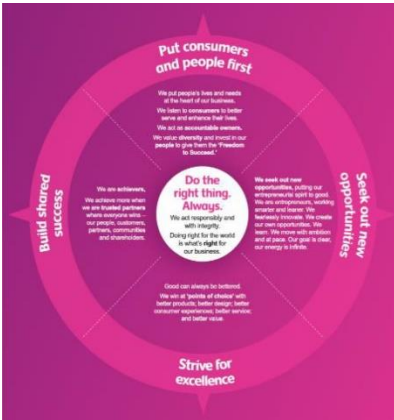 Put consumers
and people first
We put people's lives and needs
at the heart of our business.
We listen to consumers to better
serve and enhance their lives.
We act as accountable owners.
We value diversity and invest in our
people to give them the 'Freedom
to Succeed.'
Build shared
success
We are achievers.
We achieve more when
we are trusted partners
where everyone wins –
our people, customers,
partners, communities
and shareholders.
Do the
right thing.
Always.
We act responsibly and
with integrity.
Doing right for the world
is what's right for
our business.
We seek out new
opportunities, putting our
entrepreneurial spirit to good.
We are entrepreneurs, working
smarter and leaner. We
fearlessly innovate. We create
our own opportunities. We
learn. We move with ambition
and at pace. Our goal is clear,
our energy is infinite.
Seek out new
opportunities
Good can always be bettered.
We win at 'points of choice' with
better products; better design; better
consumer experiences; better service;
and better value.
Strive for
excellence